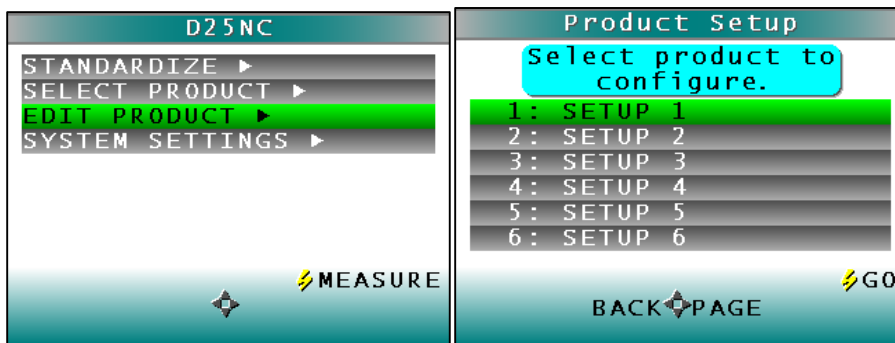 D25NC
STANDARDIZE ▶
SELECT PRODUCT ▶
EDIT PRODUCT ▶
SYSTEM SETTINGS ▶
MEASURE
Product Setup
Select product to
configure.
1: SETUP 1
2: SETUP 2
3: SETUP 3
4: SETUP 4
5: SETUP 5
6: SETUP 6
GO
BACK PAGE